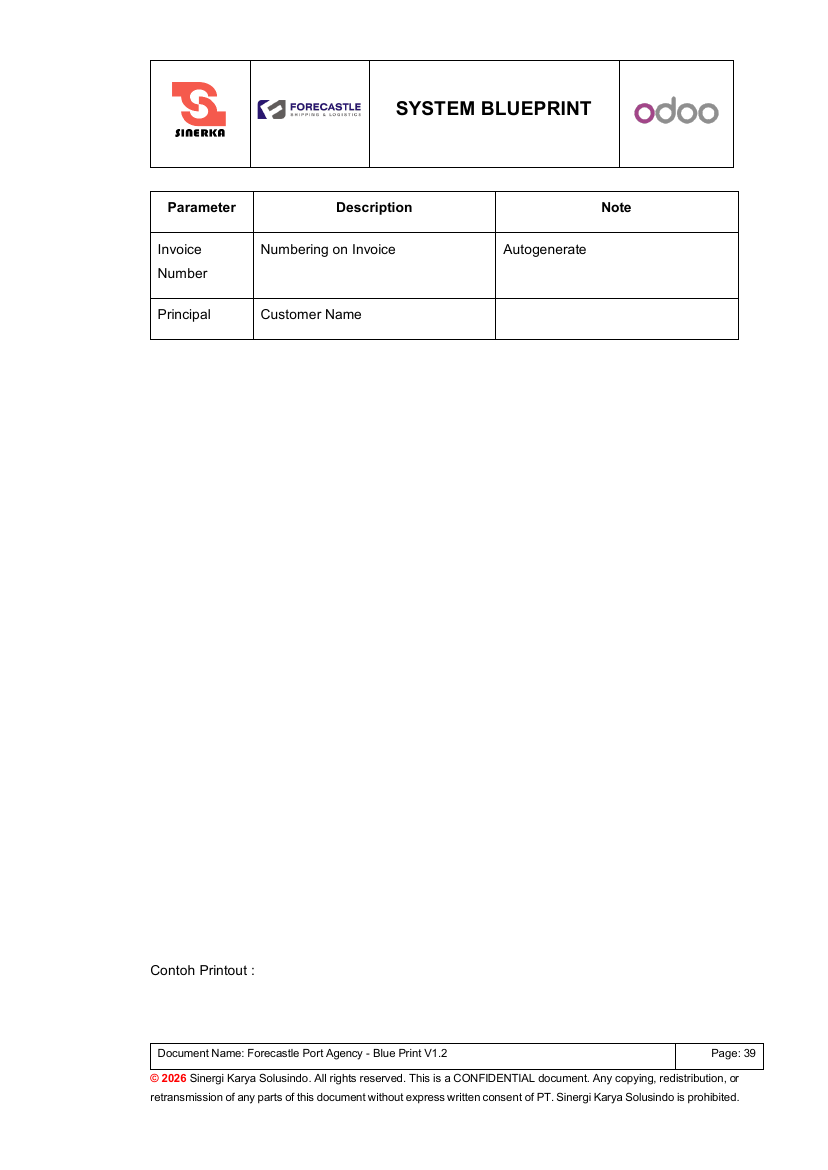 SINERKA
FORECASTLE
SHIPPING & LOGISTICS
SYSTEM BLUEPRINT
odoo
Parameter Description Note
Invoice Numbering on Invoice Autogenerate
Number
Principal Customer Name
Contoh Printout :
Document Name: Forecastle Port Agency - Blue Print V1.2 Page: 39
© 2026 Sinergi Karya Solusindo. All rights reserved. This is a CONFIDENTIAL document. Any copying, redistribution, or
retransmission of any parts of this document without express written consent of PT. Sinergi Karya Solusindo is prohibited.